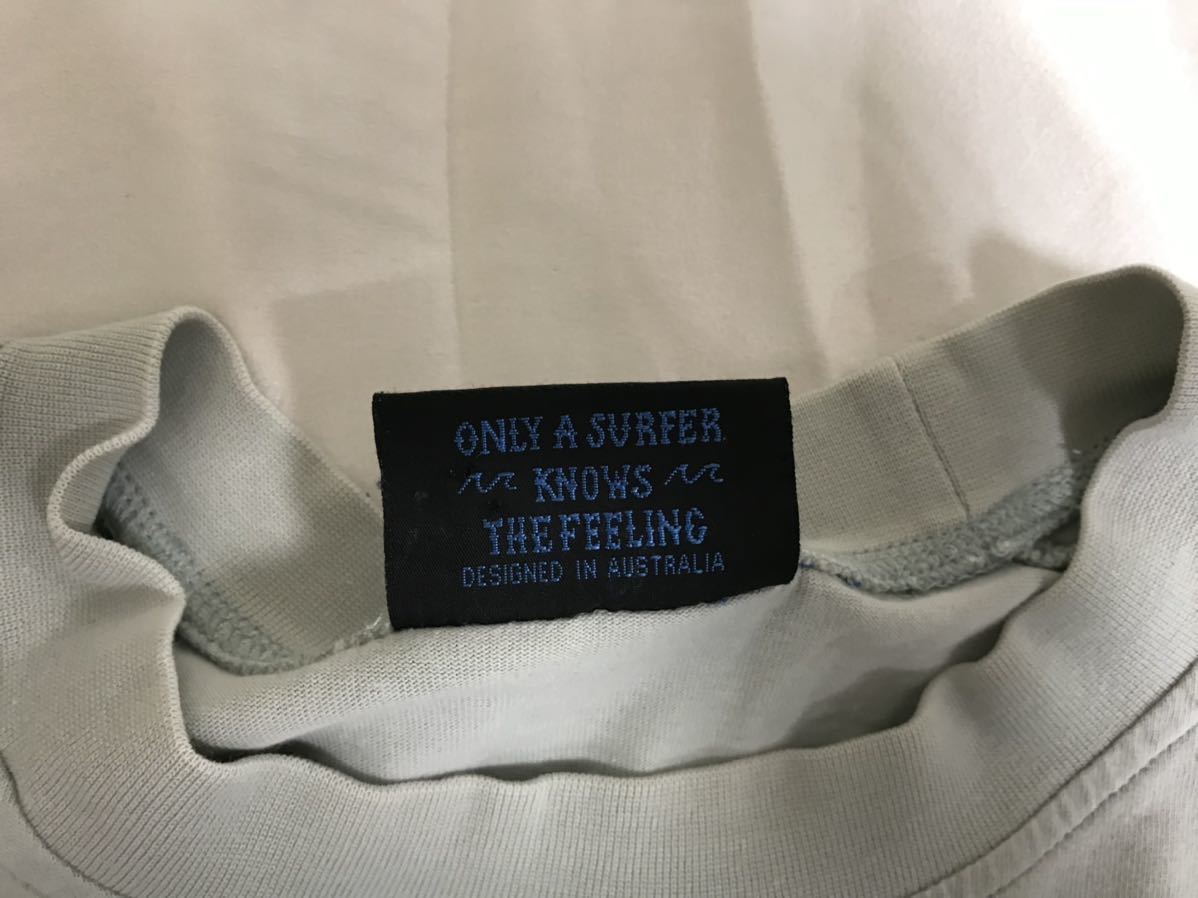 ONLY A SURFER
KNOWS
THE FEELING
DESIGNED IN AUSTRALIA